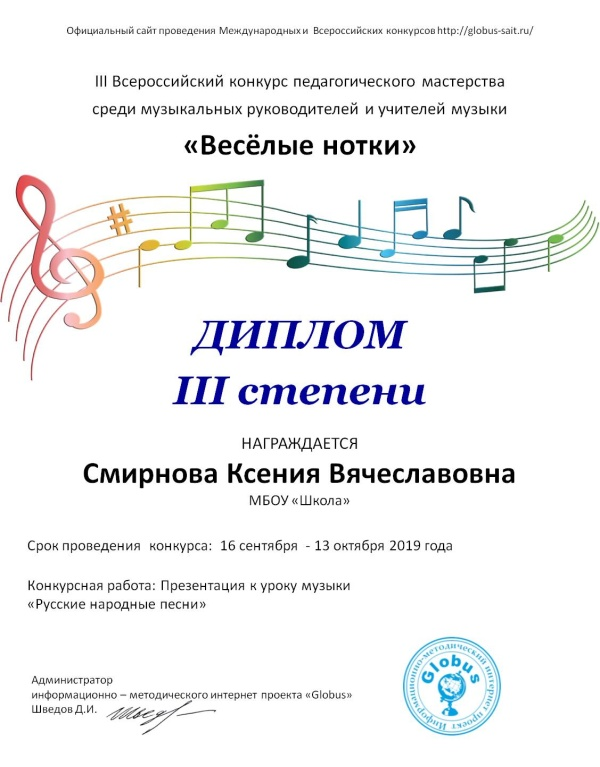 Официальный сайт проведения Международных и Всероссийских конкурсов http://globus-sait.ru/
III Всероссийский конкурс педагогического мастерства
среди музыкальных руководителей и учителей музыки
«Весёлые нотки»
ДИПЛОМ
III степени
НАГРАЖДАЕТСЯ
Смирнова Ксения Вячеславовна
МБОУ «Школа»
Срок проведения конкурса: 16 сентября - 13 октября 2019 года
Конкурсная работа: Презентация к уроку музыки
«Русские народные песни»
Администратор
информационно – методического интернет проекта «Globus»
Шведов Д.И. Шведов
Информационно-методический интернет проект
Globus